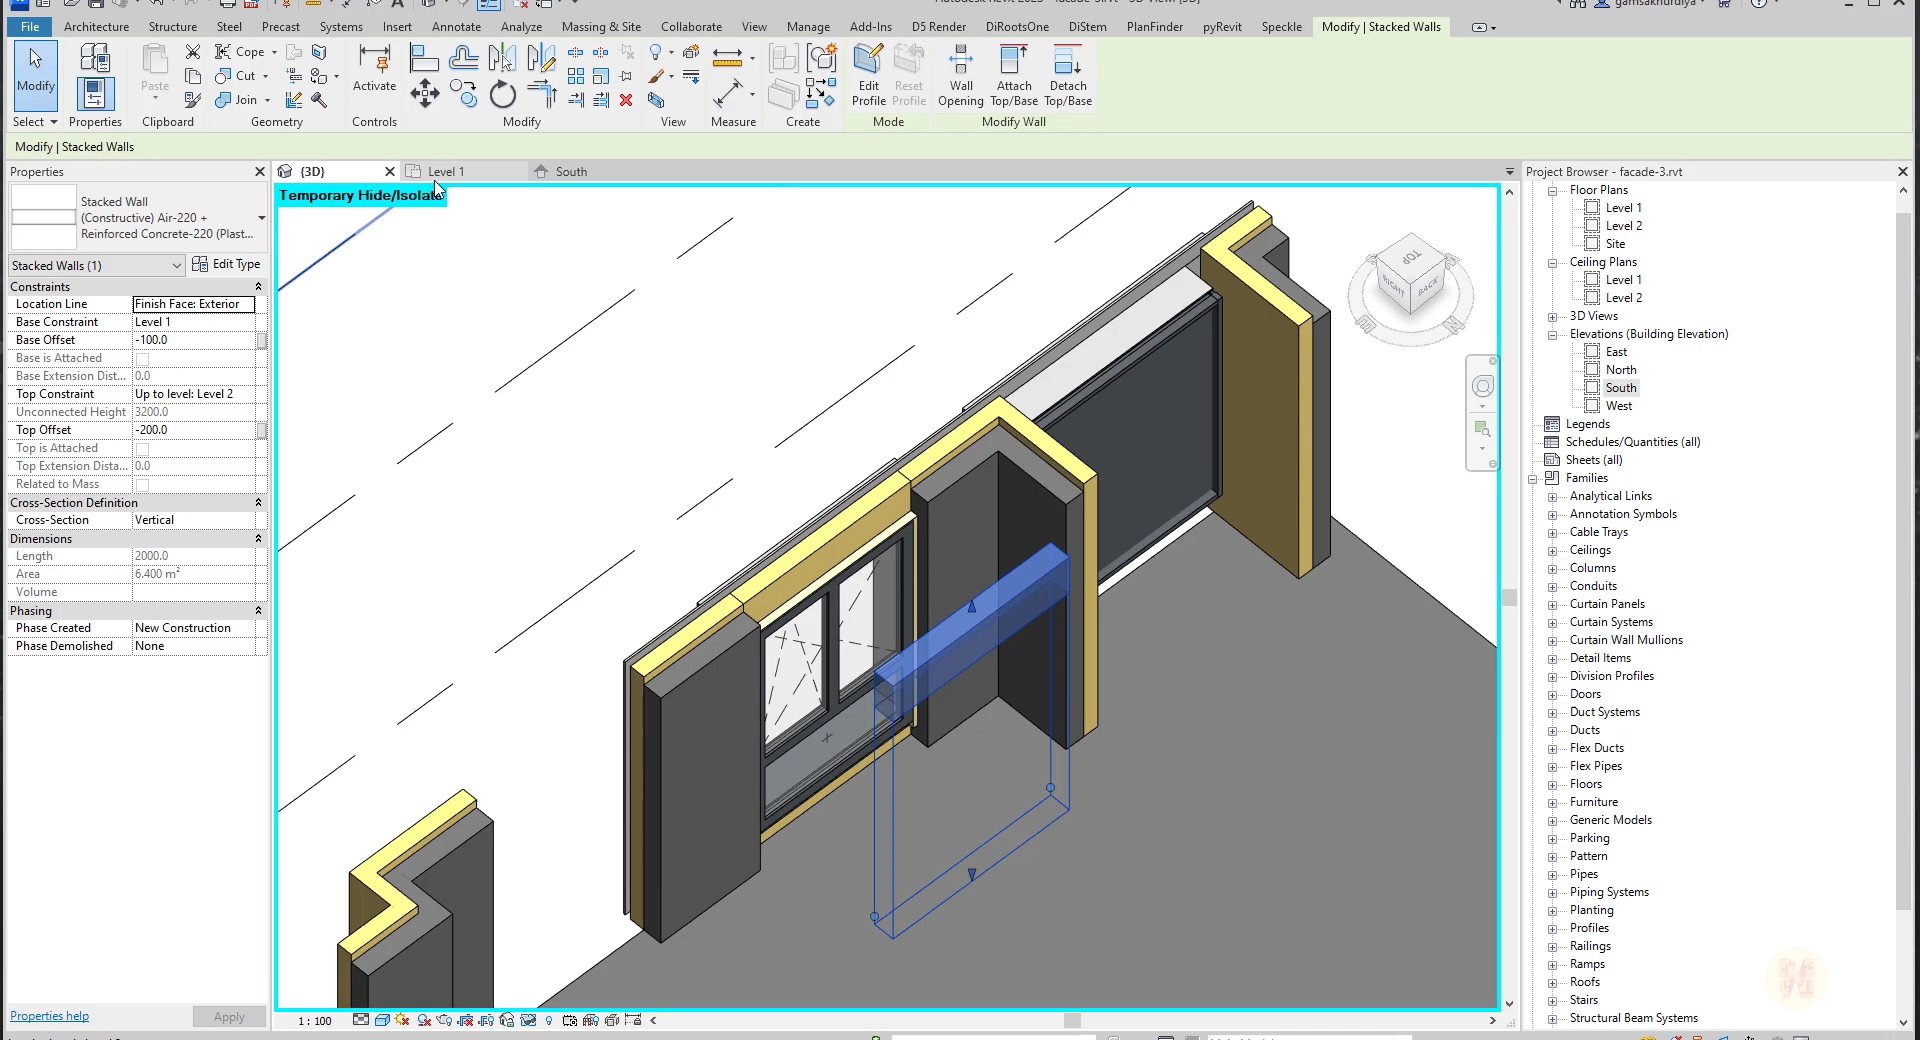 File Architecture Structure Steel Precast Systems Insert Annotate Analyze Massing & Site Collaborate View Manage Add-Ins D5 Render DiRootsOne DiStem PlanFinder pyRevit Speckle Modify | Stacked Walls
Modify
Paste
Cope
Cut
Join
Activate
Edit Profile
Reset Profile
Wall Opening
Attach Top/Base
Detach Top/Base
Select Properties Clipboard Geometry Controls Modify View Measure Create Mode Modify Wall
Modify | Stacked Walls
Properties
Stacked Wall
(Constructive) Air-220 +
Reinforced Concrete-220 (Plast...
Stacked Walls (1) Edit Type
Constraints
Location Line Finish Face: Exterior
Base Constraint Level 1
Base Offset -100.0
Base is Attached
Base Extension Dist... 0.0
Top Constraint Up to level: Level 2
Unconnected Height 3200.0
Top Offset -200.0
Top is Attached
Top Extension Dista... 0.0
Related to Mass
Cross-Section Definition
Cross-Section Vertical
Dimensions
Length 2000.0
Area 6.400 m²
Volume
Phasing
Phase Created New Construction
Phase Demolished None
Properties help Apply
{3D} Level 1 South
Temporary Hide/Isolate
TOP
RIGHT
BACK
1 : 100
Project Browser - facade-3.rvt
Floor Plans
Level 1
Level 2
Site
Ceiling Plans
Level 1
Level 2
3D Views
Elevations (Building Elevation)
East
North
South
West
Legends
Schedules/Quantities (all)
Sheets (all)
Families
Analytical Links
Annotation Symbols
Cable Trays
Ceilings
Columns
Conduits
Curtain Panels
Curtain Systems
Curtain Wall Mullions
Detail Items
Division Profiles
Doors
Duct Systems
Ducts
Flex Ducts
Flex Pipes
Floors
Furniture
Generic Models
Parking
Pattern
Pipes
Piping Systems
Planting
Profiles
Railings
Ramps
Roofs
Stairs
Structural Beam Systems